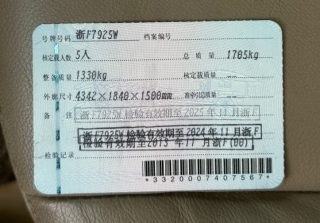 号牌号码 浙F7925W 档案编号
核定载人数 5人 总质量 1705kg
整备质量 1330kg 核定载质量 --
外廓尺寸 4342×1840×1500mm 准牵引总质量 --
备注 浙F7925W检验有效期至2025年11月浙F
浙F7925W检验有效期至2024年11月浙F
检验有效期至2013年11月浙F(00)
检验记录
*3320007407567*